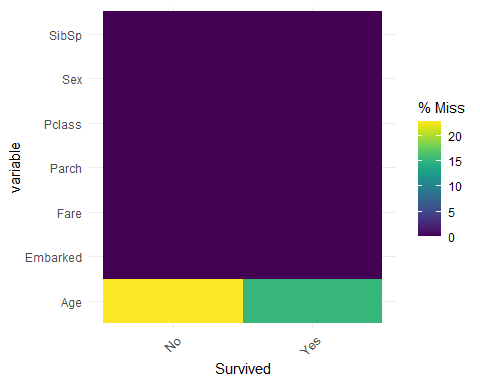 SibSp
Sex
Pclass
Parch
Fare
Embarked
Age
variable
No
Yes
Survived
% Miss
20
15
10
5
0